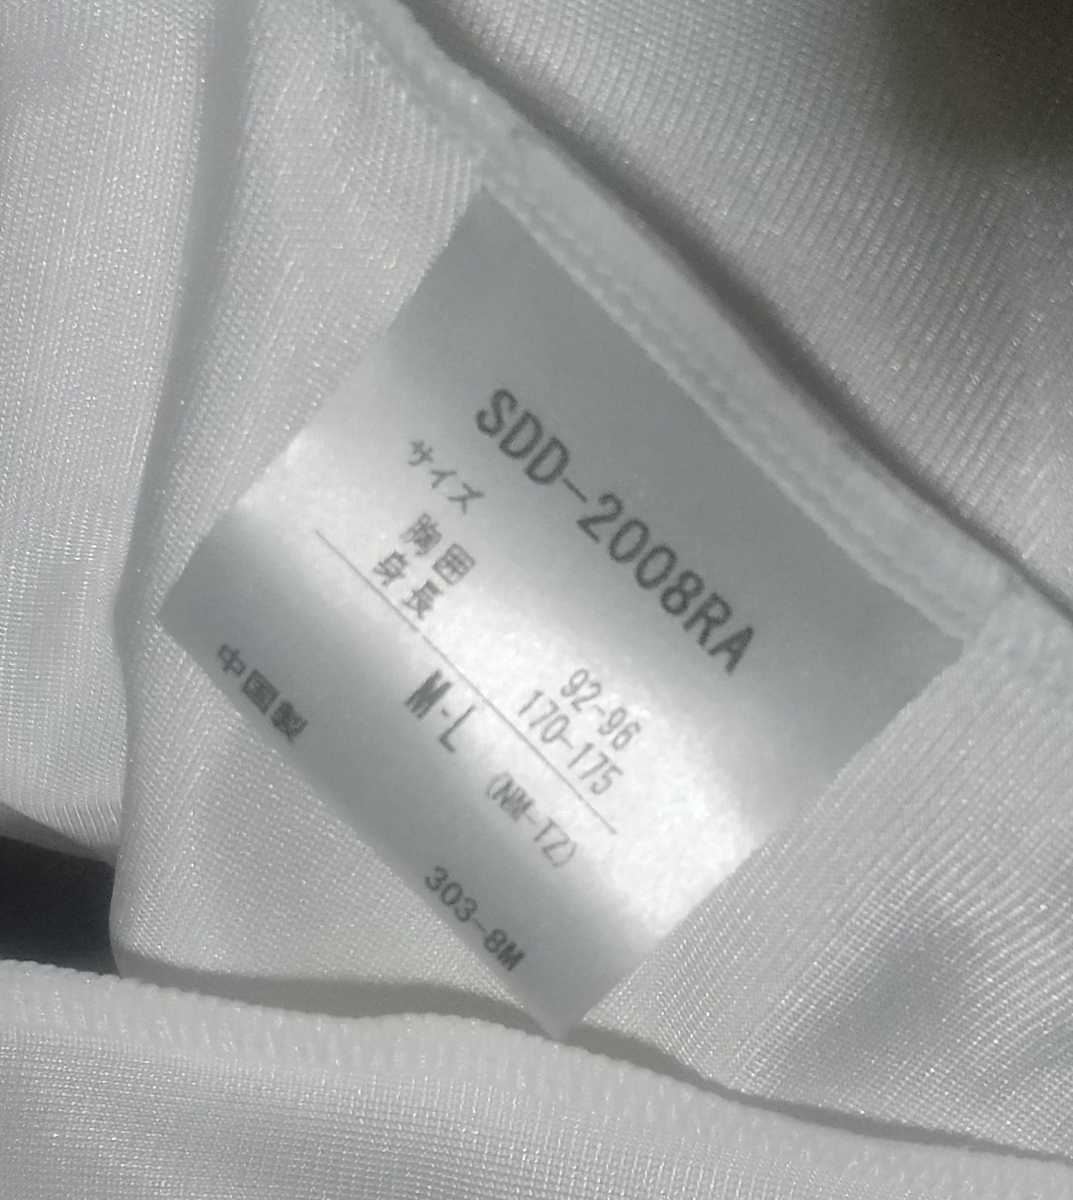 SDD-2008RA
サイズ
胸囲 92-96
身長 170-175
M-L (NM-TZ)
中国製 303-8M